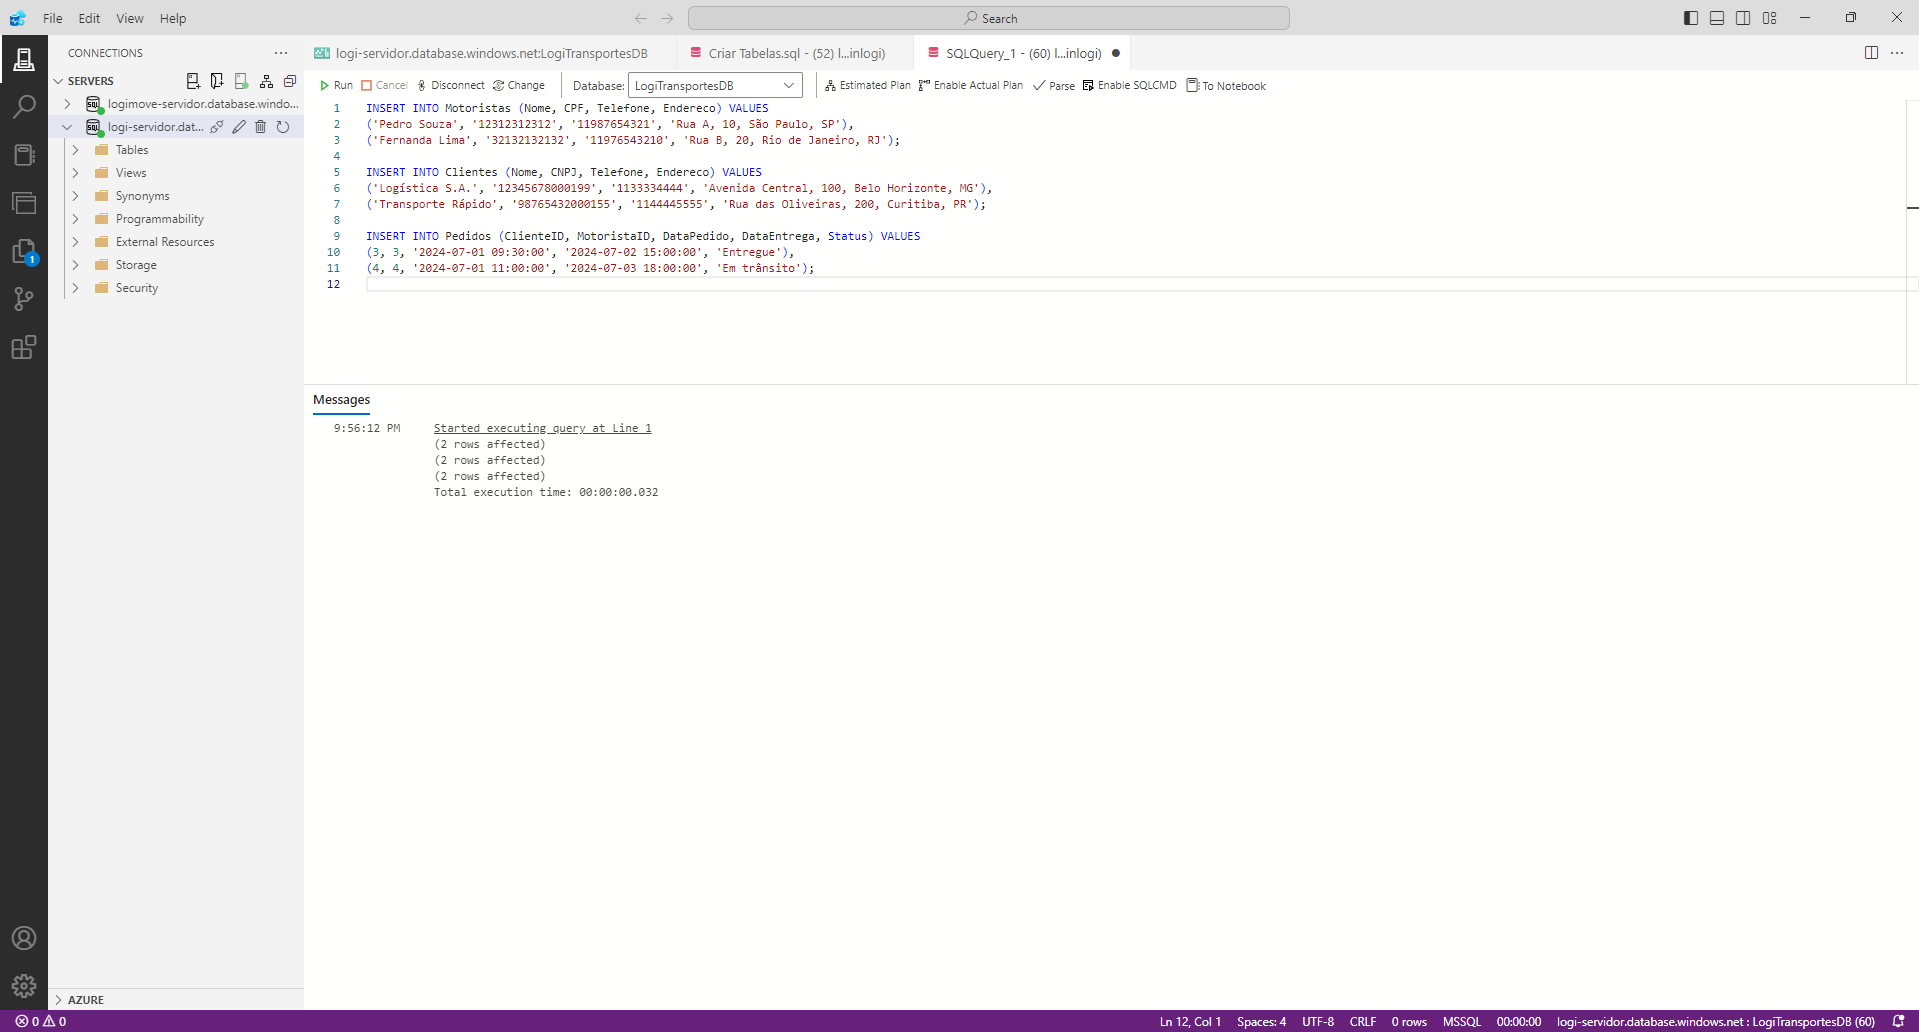 File Edit View Help
Search
CONNECTIONS
SERVERS
logimove-servidor.database.windo...
logi-servidor.dat...
Tables
Views
Synonyms
Programmability
External Resources
Storage
Security
AZURE
1
logi-servidor.database.windows.net:LogiTransportesDB
Criar Tabelas.sql - (52) l...inlogi)
SQLQuery_1 - (60) l...inlogi)
Run Cancel Disconnect Change Database: LogiTransportesDB Estimated Plan Enable Actual Plan Parse Enable SQLCMD To Notebook
1 INSERT INTO Motoristas (Nome, CPF, Telefone, Endereco) VALUES
2 ('Pedro Souza', '12312312312', '11987654321', 'Rua A, 10, São Paulo, SP'),
3 ('Fernanda Lima', '32132132132', '11976543210', 'Rua B, 20, Rio de Janeiro, RJ');
4
5 INSERT INTO Clientes (Nome, CNPJ, Telefone, Endereco) VALUES
6 ('Logística S.A.', '12345678000199', '1133334444', 'Avenida Central, 100, Belo Horizonte, MG'),
7 ('Transporte Rápido', '98765432000155', '1144445555', 'Rua das Oliveiras, 200, Curitiba, PR');
8
9 INSERT INTO Pedidos (ClienteID, MotoristaID, DataPedido, DataEntrega, Status) VALUES
10 (3, 3, '2024-07-01 09:30:00', '2024-07-02 15:00:00', 'Entregue'),
11 (4, 4, '2024-07-01 11:00:00', '2024-07-03 18:00:00', 'Em trânsito');
12
Messages
9:56:12 PM Started executing query at Line 1
(2 rows affected)
(2 rows affected)
(2 rows affected)
Total execution time: 00:00:00.032
0 0
Ln 12, Col 1 Spaces: 4 UTF-8 CRLF 0 rows MSSQL 00:00:00 logi-servidor.database.windows.net : LogiTransportesDB (60)